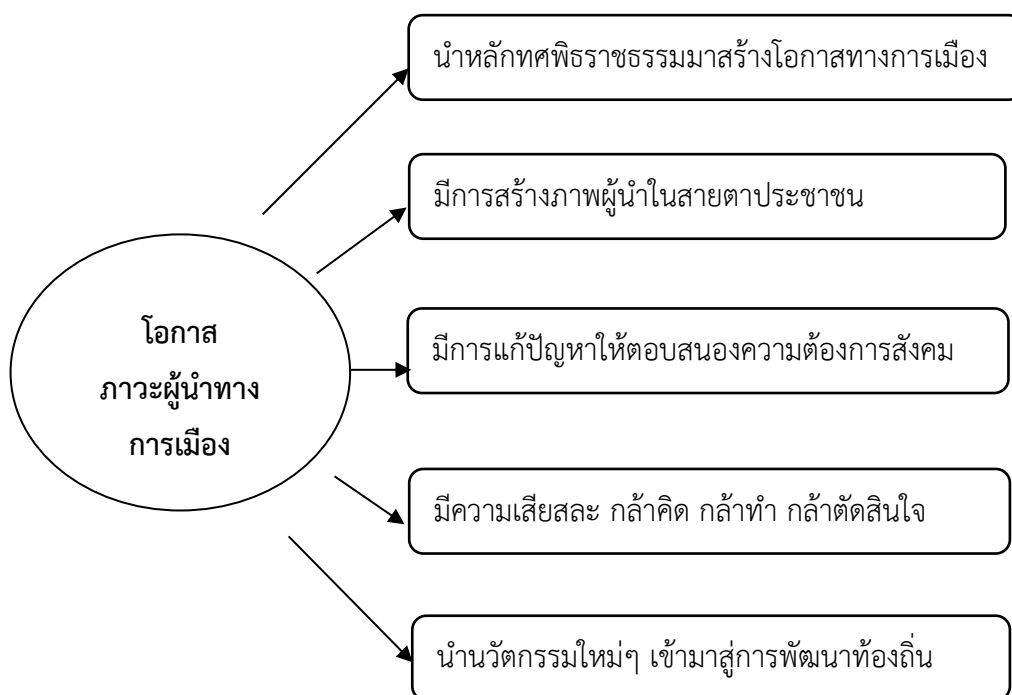 นำหลักทศพิธราชธรรมมาสร้างโอกาสทางการเมือง
มีการสร้างภาพผู้นำในสายตาประชาชน
โอกาส
ภาวะผู้นำทาง
การเมือง
มีการแก้ปัญหาให้ตอบสนองความต้องการสังคม
มีความเสียสละ กล้าคิด กล้าทำ กล้าตัดสินใจ
นำนวัตกรรมใหม่ๆ เข้ามาสู่การพัฒนาท้องถิ่น